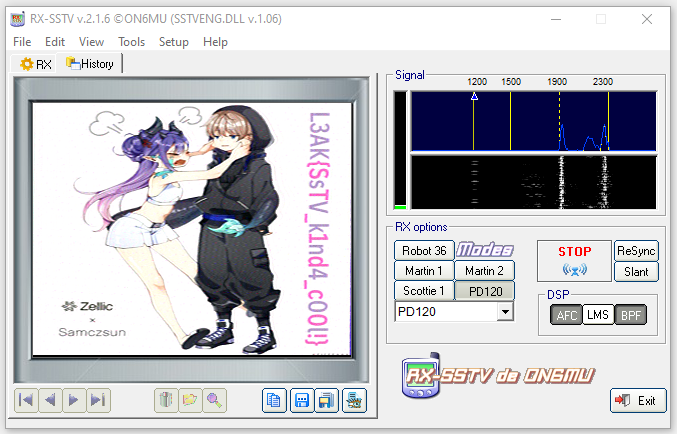 RX-SSTV v.2.1.6 ©ON6MU (SSTVENG.DLL v.1.06)
File Edit View Tools Setup Help
RX History
L3AK{SsTV_k1nd4_cOOl!}
Zellic
×
Samczsun
Signal
1200 1500 1900 2300
RX options
Robot 36 Modes
Martin 1 Martin 2
Scottie 1 PD120
PD120
STOP ReSync
Slant
DSP
AFC LMS BPF
RX-SSTV de ON6MU
Exit